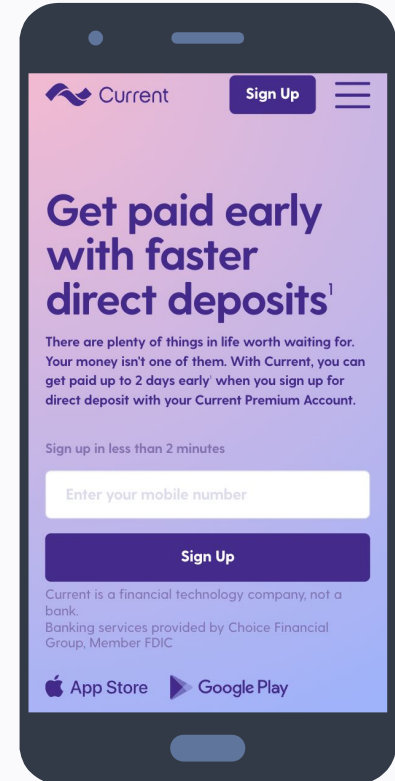 Current
Sign Up
Get paid early
with faster
direct deposits¹
There are plenty of things in life worth waiting for.
Your money isn't one of them. With Current, you can
get paid up to 2 days early¹ when you sign up for
direct deposit with your Current Premium Account.
Sign up in less than 2 minutes
Enter your mobile number
Sign Up
Current is a financial technology company, not a
bank.
Banking services provided by Choice Financial
Group, Member FDIC
App Store
Google Play